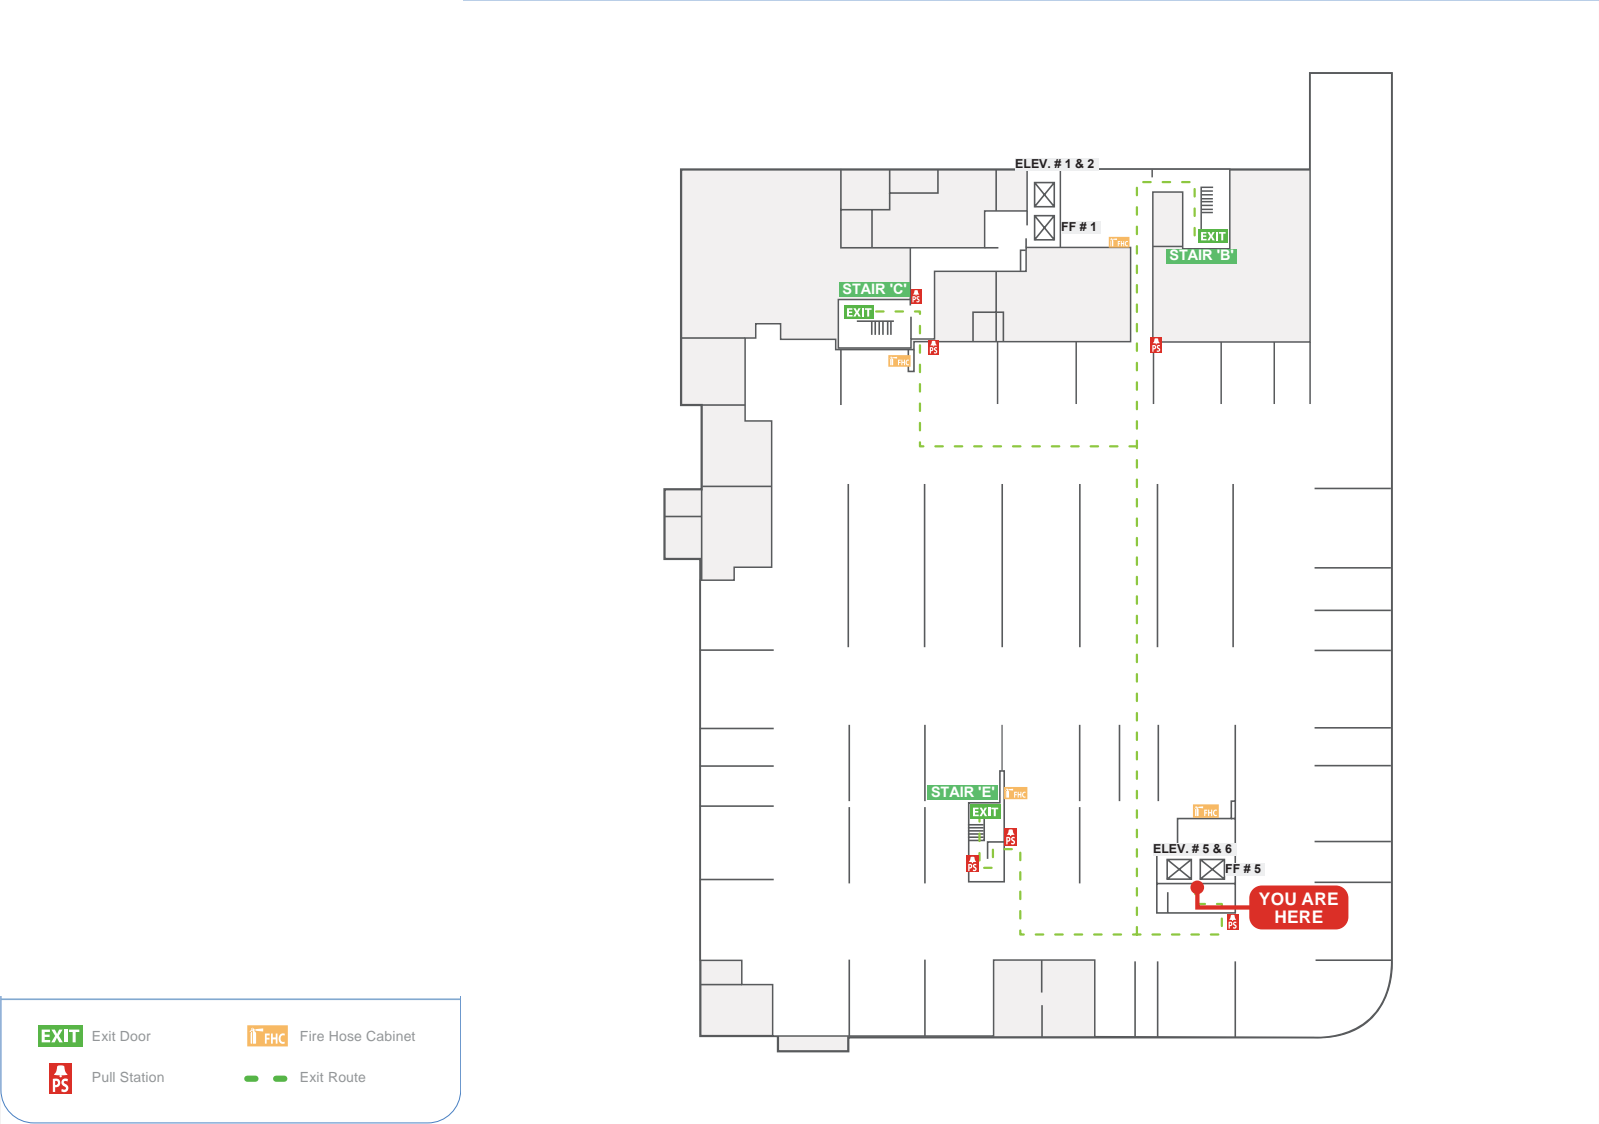 ELEV. # 1 & 2
FF # 1
FHC
EXIT
STAIR 'B'
STAIR 'C'
PS
EXIT
PS
PS
FHC
STAIR 'E'
FHC
EXIT
FHC
PS
PS
ELEV. # 5 & 6
FF # 5
YOU ARE
HERE
PS
EXIT Exit Door
FHC Fire Hose Cabinet
PS Pull Station
Exit Route